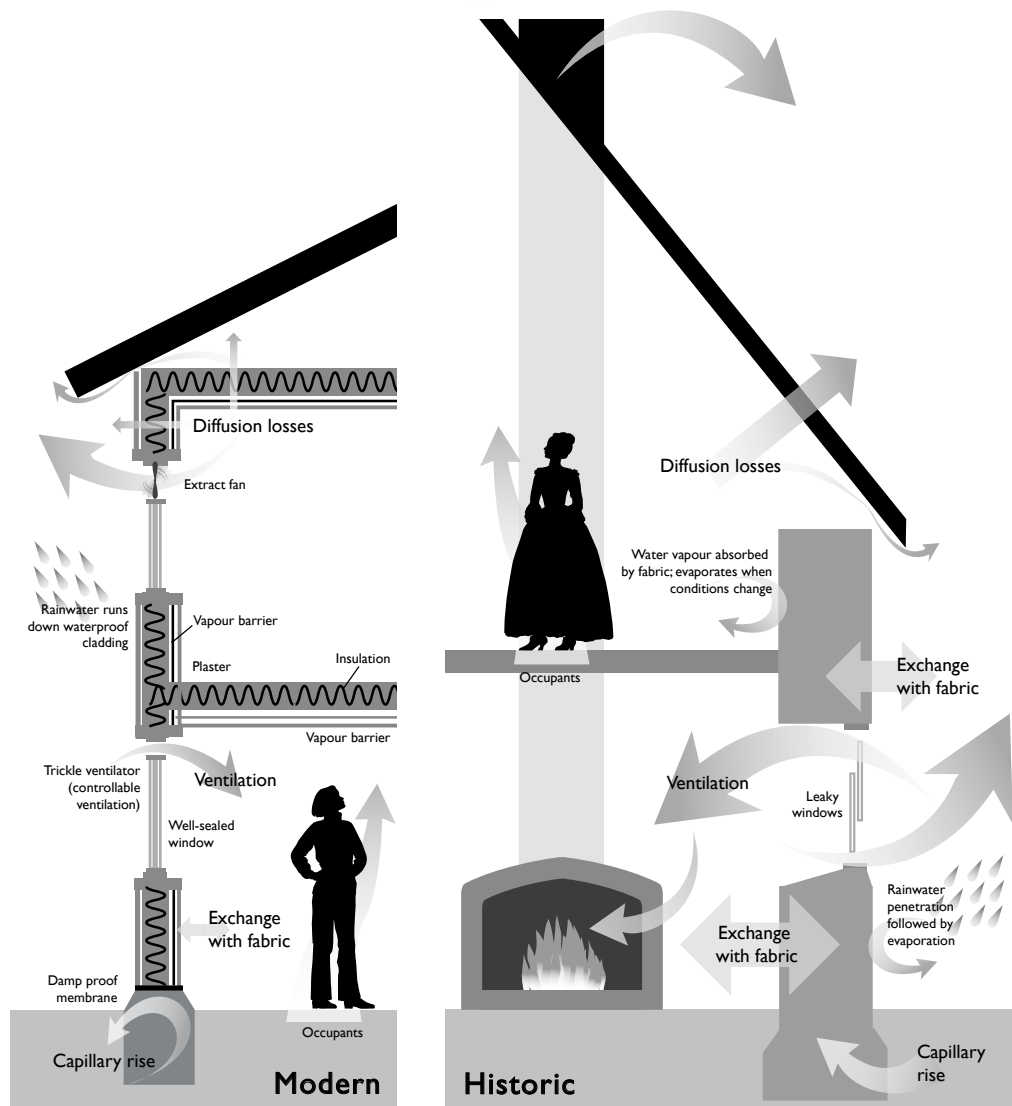 Diffusion losses
Extract fan
Rainwater runs
down waterproof
cladding
Vapour barrier
Plaster
Insulation
Vapour barrier
Trickle ventilator
(controllable
ventilation)
Ventilation
Well-sealed
window
Exchange
with fabric
Damp proof
membrane
Occupants
Capillary rise
Modern
Diffusion losses
Water vapour absorbed
by fabric; evaporates when
conditions change
Occupants
Exchange
with fabric
Ventilation
Leaky
windows
Rainwater
penetration
followed by
evaporation
Exchange
with fabric
Capillary
rise
Historic